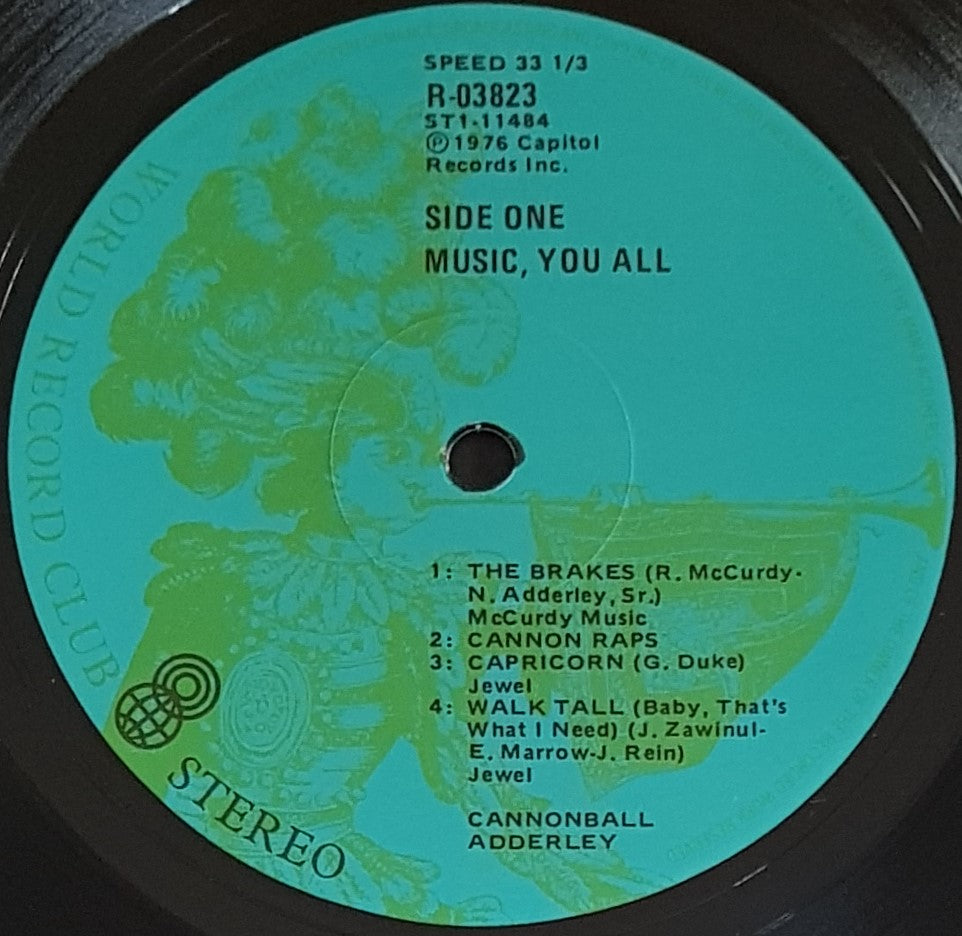 SPEED 33 1/3
R-03823
ST1-11484
Ⓟ1976 Capitol
Records Inc.
SIDE ONE
MUSIC, YOU ALL
WORLD RECORD CLUB
1: THE BRAKES (R. McCurdy-
N. Adderley, Sr.)
McCurdy Music
2: CANNON RAPS
3: CAPRICORN (G. Duke)
Jewel
4: WALK TALL (Baby, That's
What I Need) (J. Zawinul-
E. Marrow-J. Rein)
Jewel
CANNONBALL
ADDERLEY
STEREO